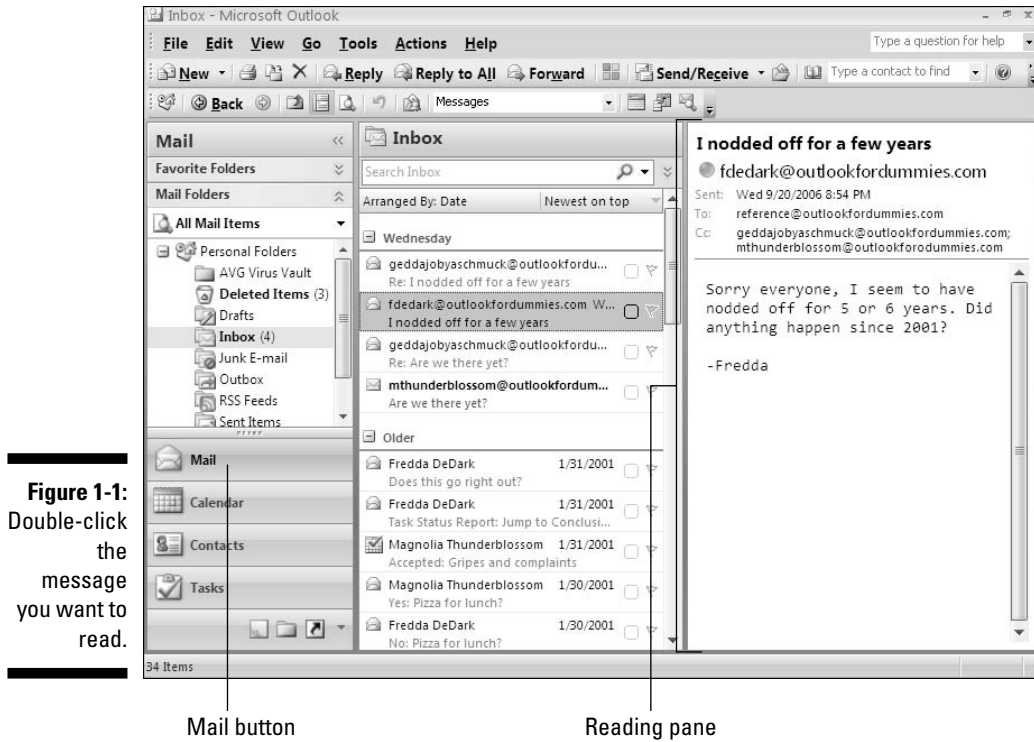 Inbox - Microsoft Outlook
File Edit View Go Tools Actions Help
Type a question for help
New Reply Reply to All Forward Send/Receive Type a contact to find
Back Messages
Mail
Favorite Folders
Mail Folders
All Mail Items
Personal Folders
AVG Virus Vault
Deleted Items (3)
Drafts
Inbox (4)
Junk E-mail
Outbox
RSS Feeds
Sent Items
Mail
Calendar
Contacts
Tasks
34 Items
Inbox
Search Inbox
Arranged By: Date Newest on top
Wednesday
geddajobyaschmuck@outlookfordu...
Re: I nodded off for a few years
fdedark@outlookfordummies.com W...
I nodded off for a few years
geddajobyaschmuck@outlookfordu...
Re: Are we there yet?
mthunderblossom@outlookfordum...
Are we there yet?
Older
Fredda DeDark 1/31/2001
Does this go right out?
Fredda DeDark 1/31/2001
Task Status Report: Jump to Conclusi...
Magnolia Thunderblossom 1/31/2001
Accepted: Gripes and complaints
Magnolia Thunderblossom 1/30/2001
Yes: Pizza for lunch?
Fredda DeDark 1/30/2001
No: Pizza for lunch?
I nodded off for a few years
fdedark@outlookfordummies.com
Sent: Wed 9/20/2006 8:54 PM
To: reference@outlookfordummies.com
Cc: geddajobyaschmuck@outlookfordummies.com;
mthunderblossom@outlookforodummies.com
Sorry everyone, I seem to have
nodded off for 5 or 6 years. Did
anything happen since 2001?
-Fredda
Figure 1-1:
Double-click
the
message
you want to
read.
Mail button
Reading pane